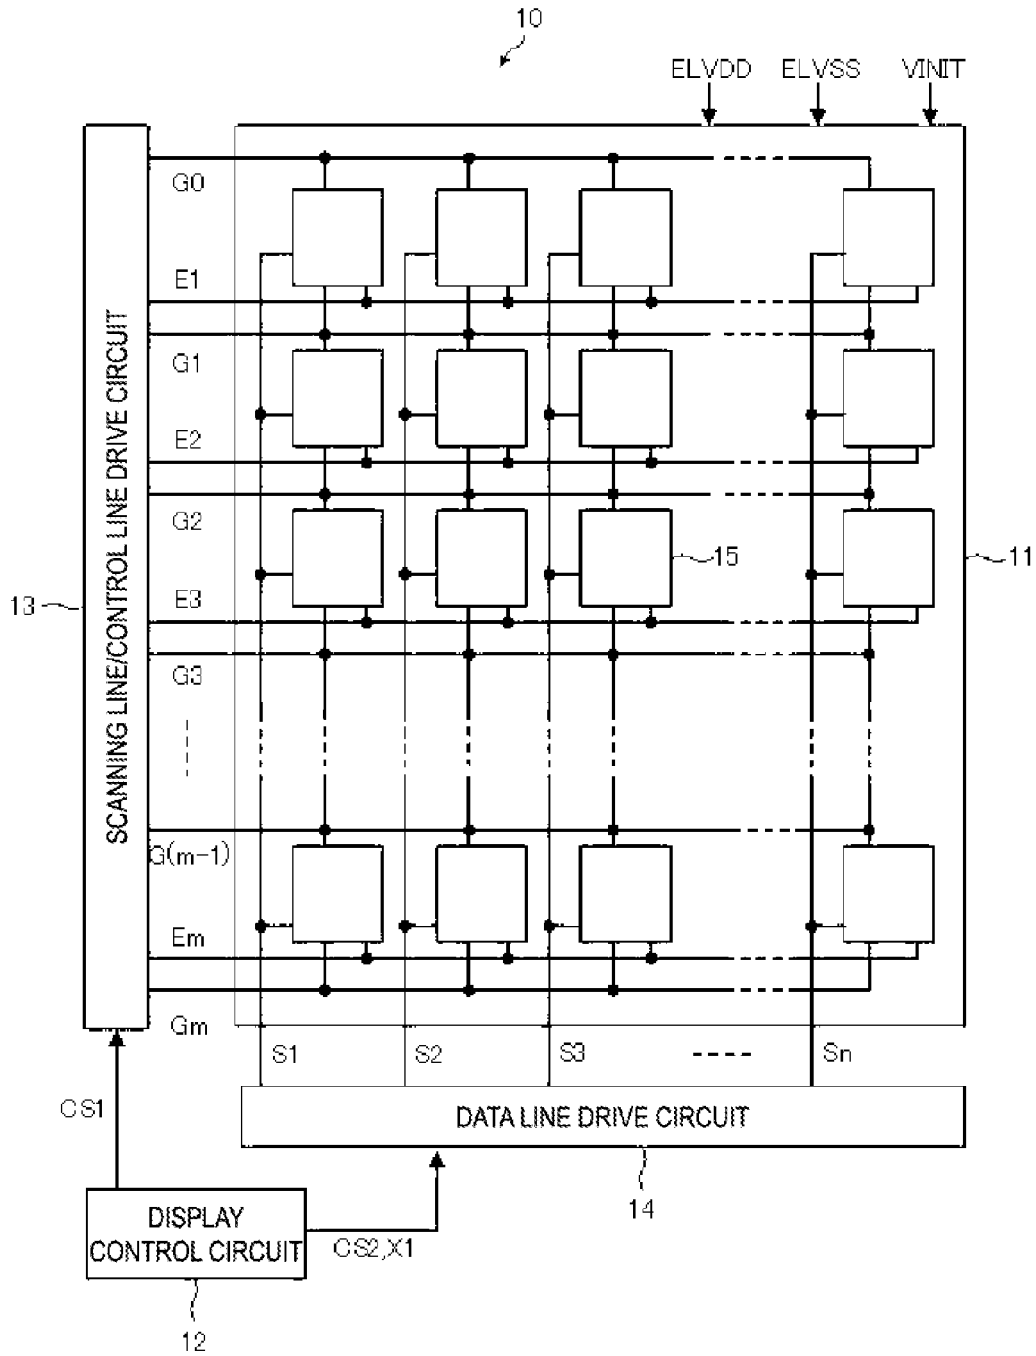 10
ELVDD ELVSS VINIT
G0
E1
G1
E2
G2
15
11
E3
13
SCANNING LINE/CONTROL LINE DRIVE CIRCUIT
G3
G(m-1)
Em
Gm
S1 S2 S3 Sn
CS1
DATA LINE DRIVE CIRCUIT
14
DISPLAY
CONTROL CIRCUIT
CS2,X1
12